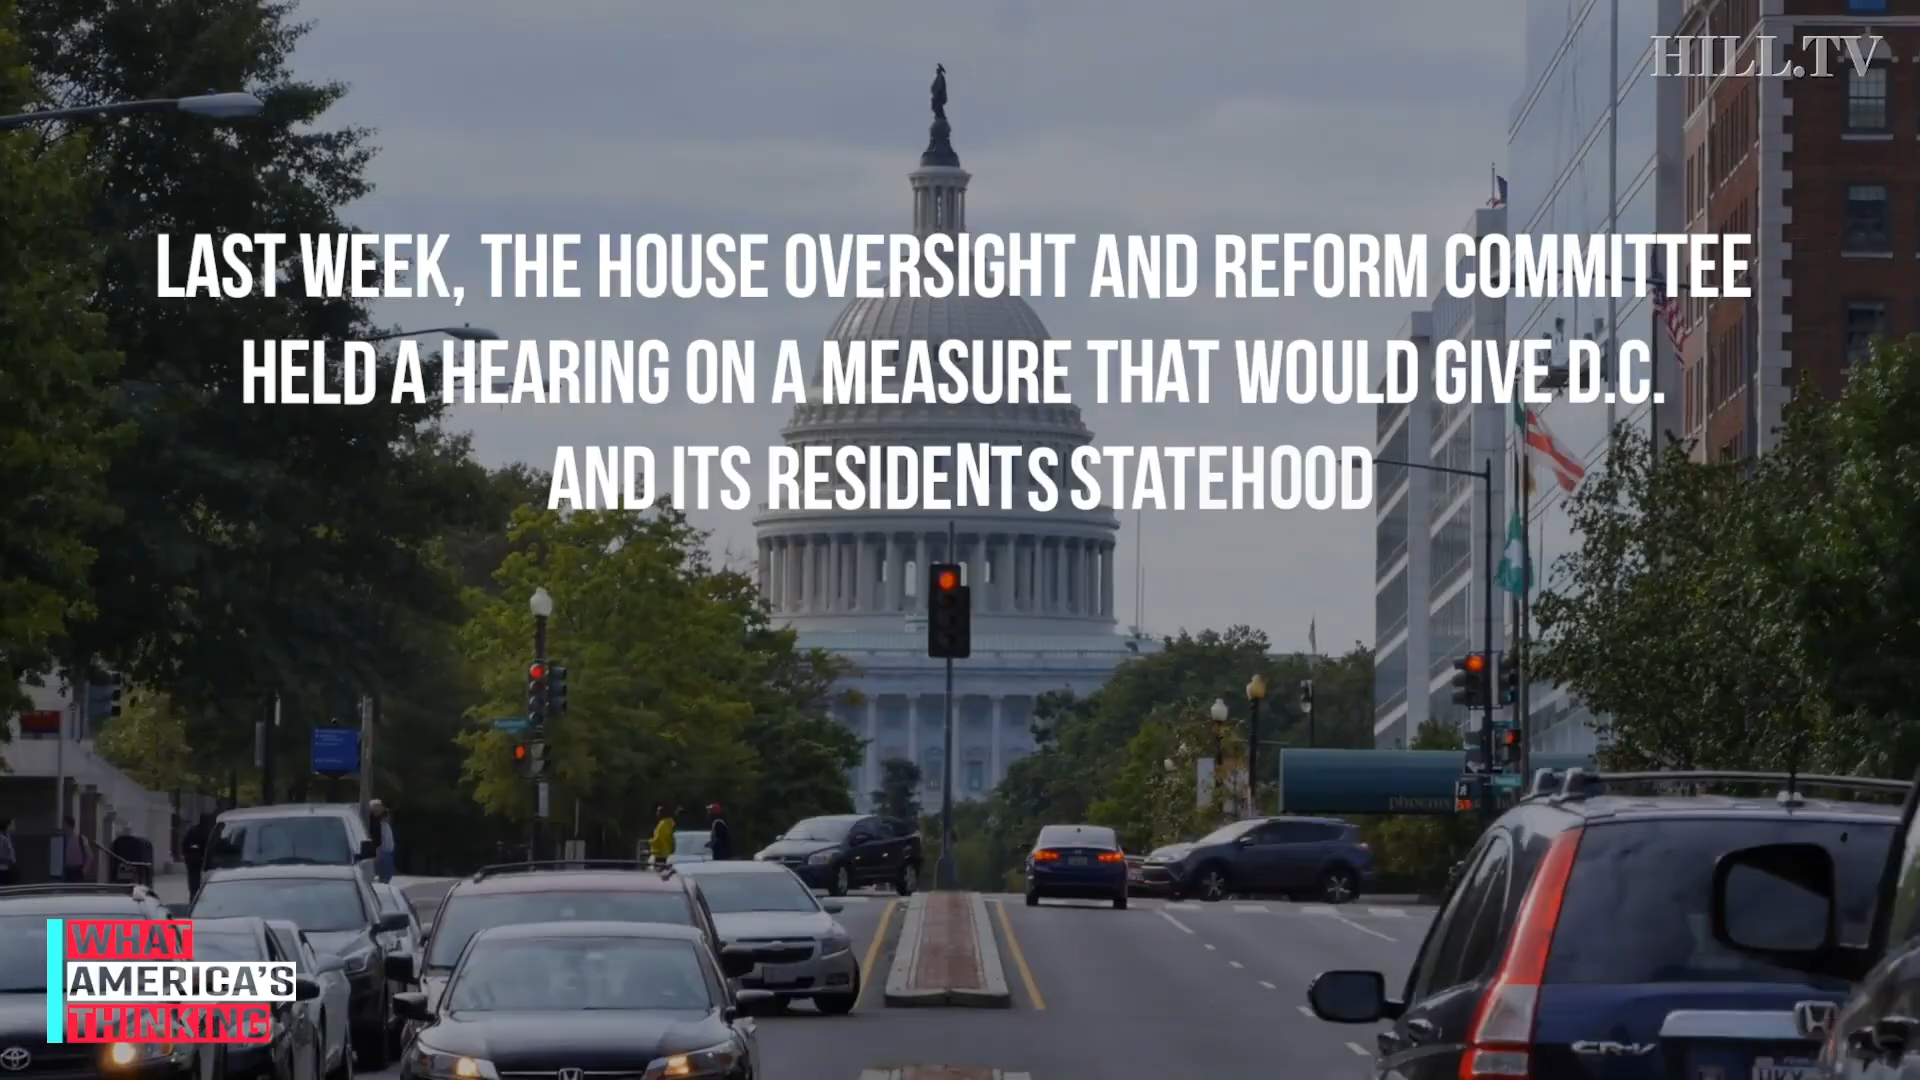 HILL.TV
LAST WEEK, THE HOUSE OVERSIGHT AND REFORM COMMITTEE
HELD A HEARING ON A MEASURE THAT WOULD GIVE D.C.
AND ITS RESIDENTS STATEHOOD
phoenix
WHAT
AMERICA'S
THINKING
CR-V